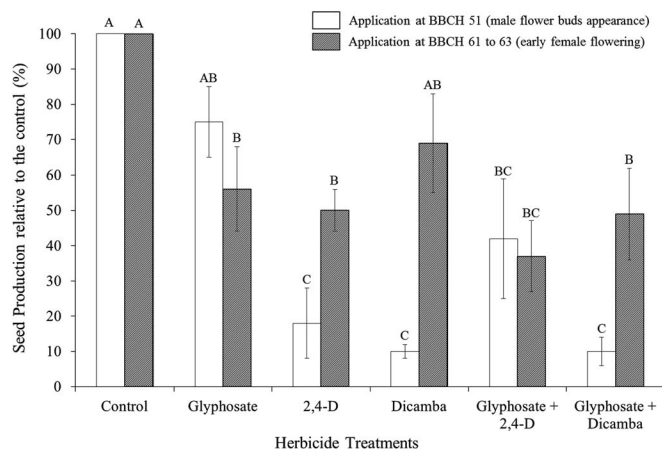 Application at BBCH 51 (male flower buds appearance)
Application at BBCH 61 to 63 (early female flowering)
Seed Production relative to the control (%)
100
90
80
70
60
50
40
30
20
10
0
A A
AB
B
C
B
C
AB
BC
BC
C
B
Control
Glyphosate
2,4-D
Dicamba
Glyphosate +
2,4-D
Glyphosate +
Dicamba
Herbicide Treatments